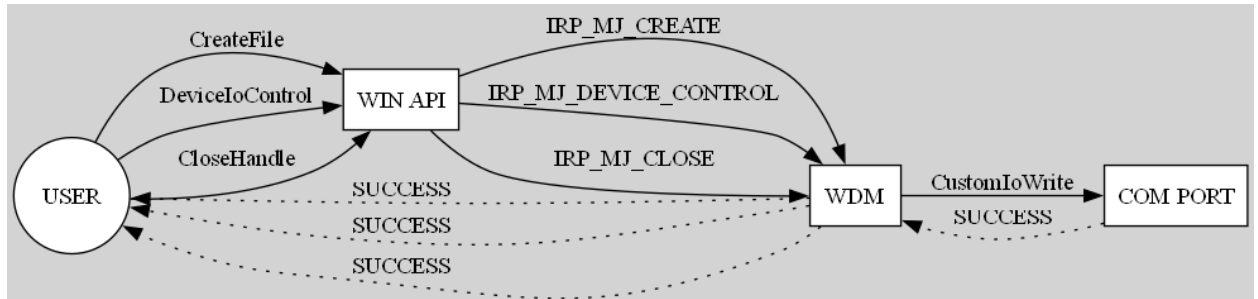 CreateFile
IRP_MJ_CREATE
DeviceIoControl
WIN API
IRP_MJ_DEVICE_CONTROL
CloseHandle
IRP_MJ_CLOSE
USER
SUCCESS
WDM
CustomIoWrite
COM PORT
SUCCESS
SUCCESS
SUCCESS